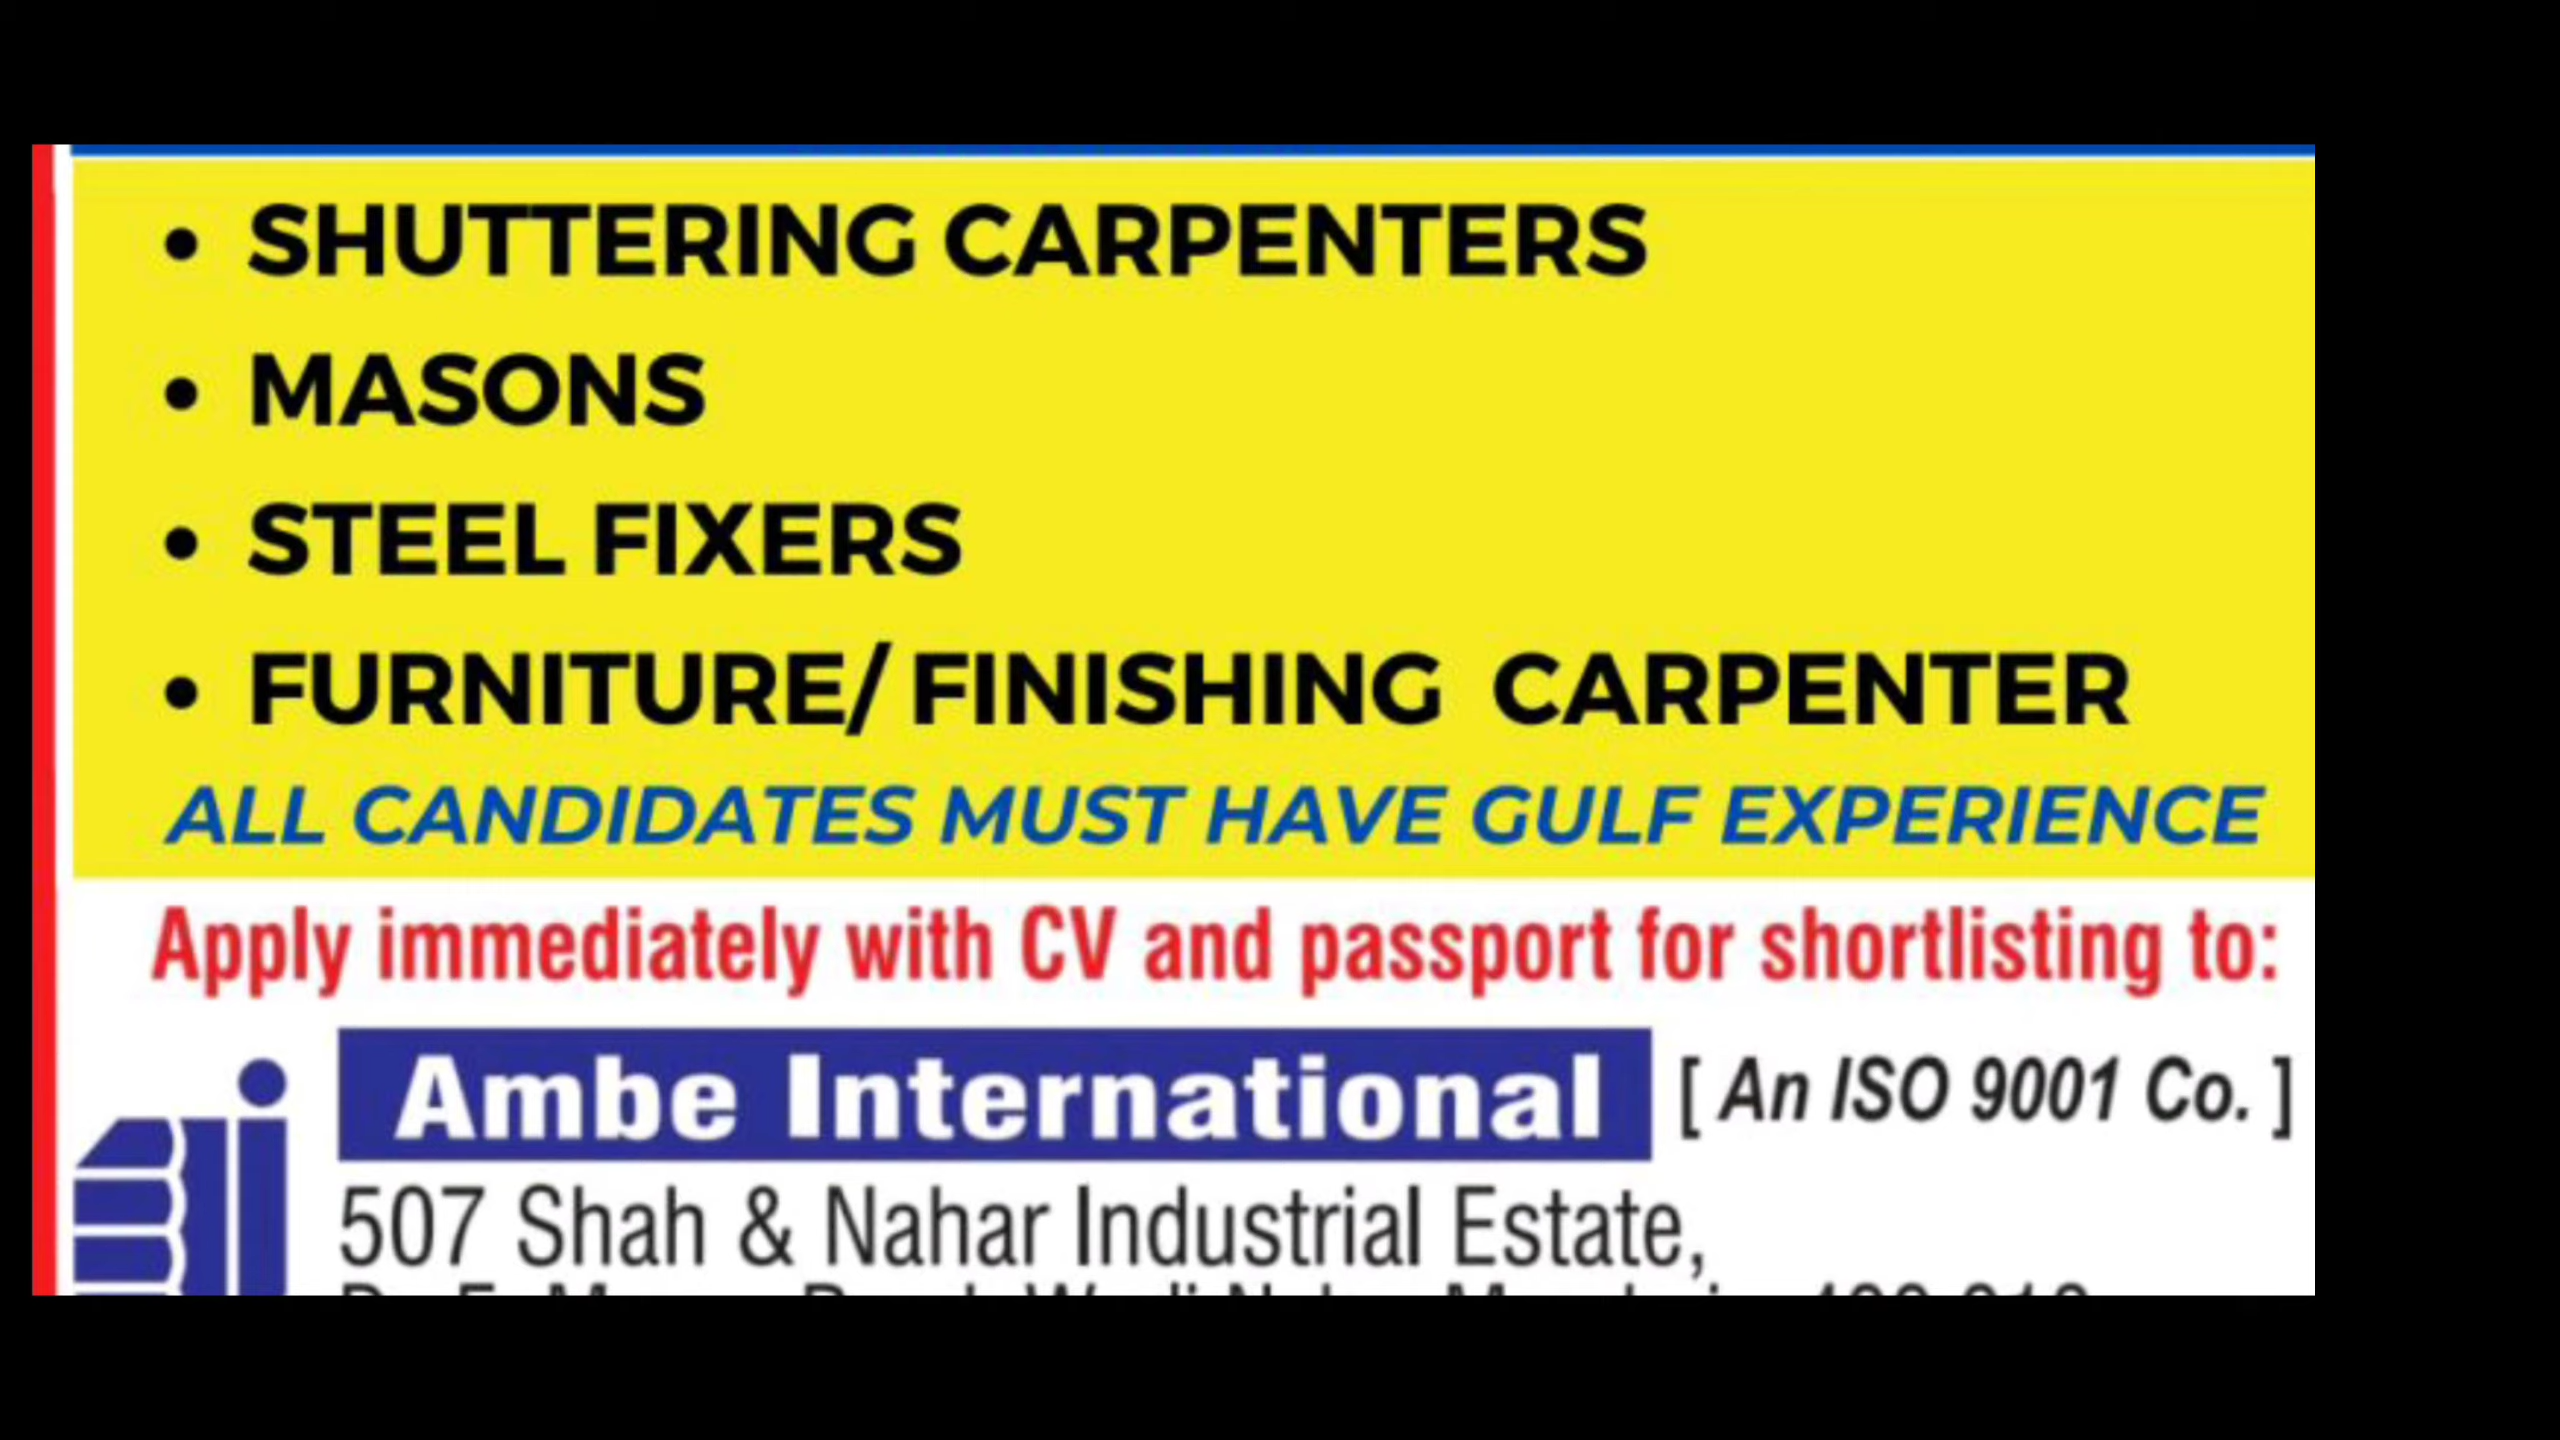 • SHUTTERING CARPENTERS
• MASONS
• STEEL FIXERS
• FURNITURE/ FINISHING CARPENTER
ALL CANDIDATES MUST HAVE GULF EXPERIENCE
Apply immediately with CV and passport for shortlisting to:
Ambe International [ An ISO 9001 Co. ]
507 Shah & Nahar Industrial Estate,